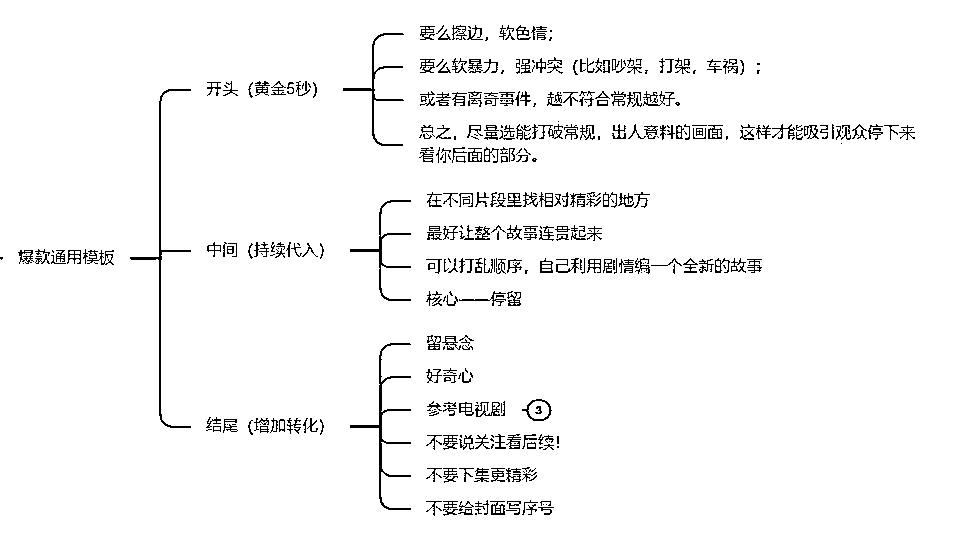 要么擦边，软色情；
要么软暴力，强冲突（比如吵架，打架，车祸）；
开头（黄金5秒）
或者有离奇事件，越不符合常规越好。
总之，尽量选能打破常规，出人意料的画面，这样才能吸引观众停下来
看你后面的部分。
在不同片段里找相对精彩的地方
最好让整个故事连贯起来
爆款通用模板
中间（持续代入）
可以打乱顺序，自己利用剧情编一个全新的故事
核心——停留
留悬念
好奇心
参考电视剧 3
结尾（增加转化）
不要说关注看后续!
不要下集更精彩
不要给封面写序号